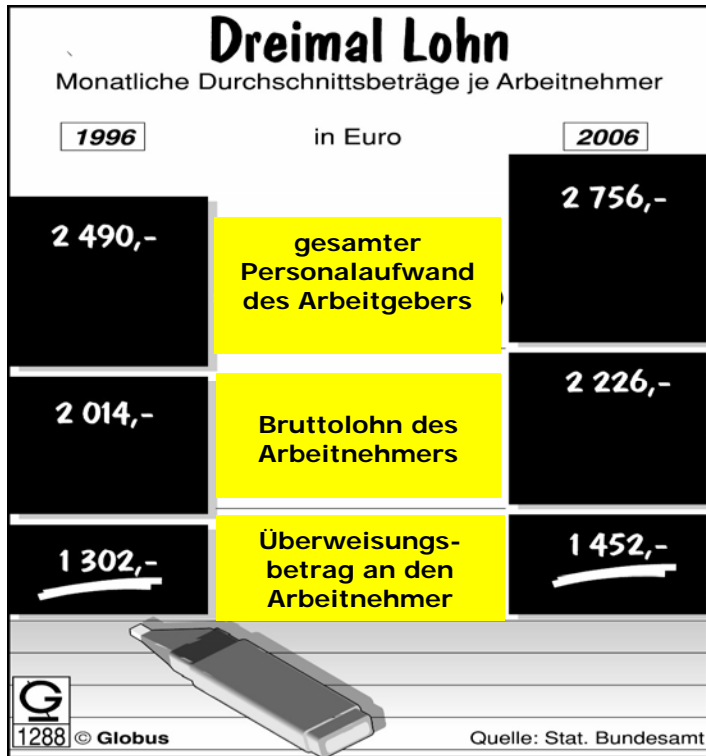 Dreimal Lohn
Monatliche Durchschnittsbeträge je Arbeitnehmer
1996
in Euro
2006
2 490,-
gesamter
Personalaufwand
des Arbeitgebers
2 756,-
2 014,-
Bruttolohn des
Arbeitnehmers
2 226,-
1 302,-
Überweisungs-
betrag an den
Arbeitnehmer
1 452,-
G
1288 © Globus
Quelle: Stat. Bundesamt